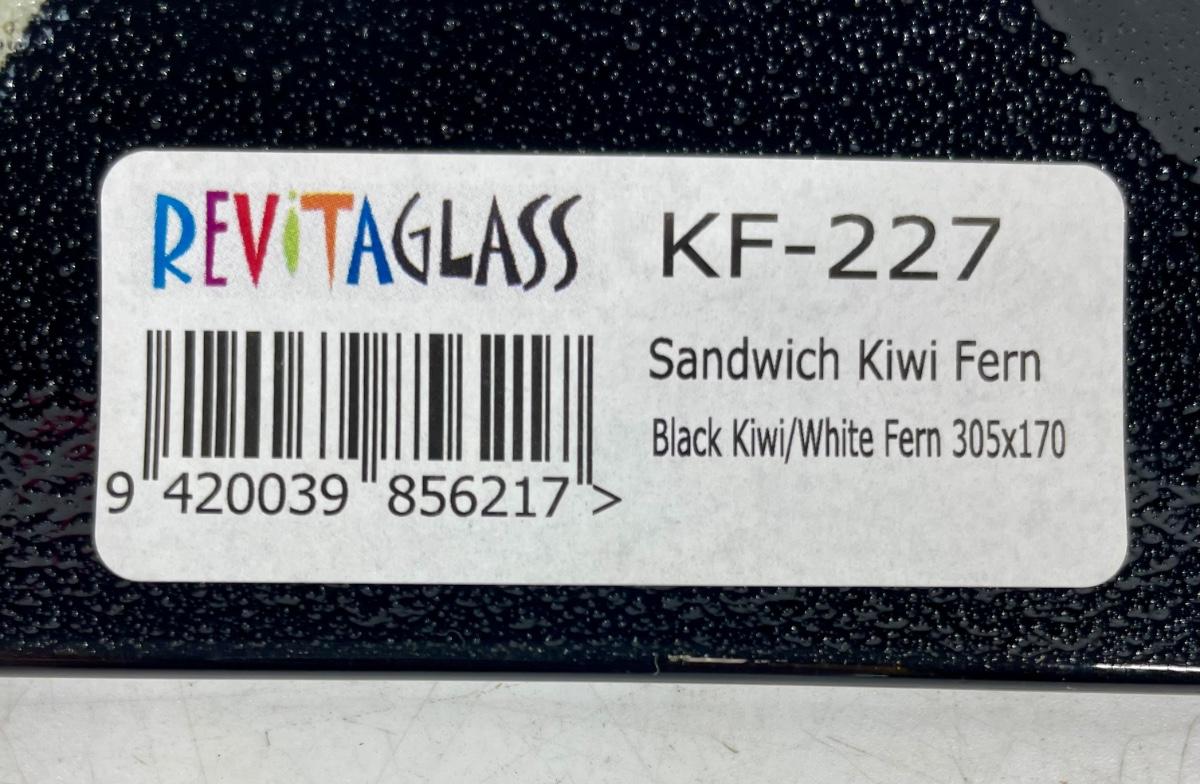 REViTAGLASS
KF-227
Sandwich Kiwi Fern
Black Kiwi/White Fern 305x170
9 420039 856217 >